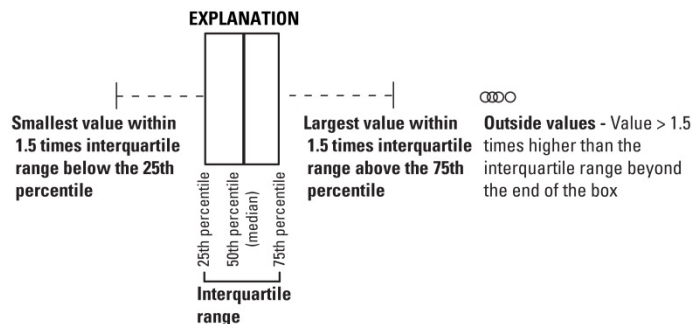 EXPLANATION
Smallest value within
1.5 times interquartile
range below the 25th
percentile
Largest value within
1.5 times interquartile
range above the 75th
percentile
Outside values - Value > 1.5
times higher than the
interquartile range beyond
the end of the box
25th percentile
50th percentile
(median)
75th percentile
Interquartile
range